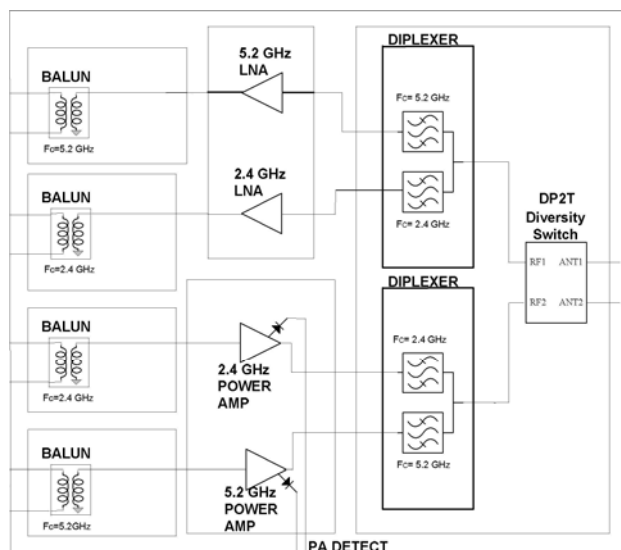 DIPLEXER
5.2 GHz
LNA
BALUN
Fc= 5.2 GHz
Fc=5.2 GHz
2.4 GHz
LNA
BALUN
Fc= 2.4 GHz
Fc=2.4 GHz
DP2T
Diversity
Switch
RF1 ANT1
RF2 ANT2
DIPLEXER
BALUN
Fc= 2.4 GHz
2.4 GHz
POWER
AMP
Fc=2.4 GHz
BALUN
Fc= 5.2 GHz
5.2 GHz
POWER
AMP
Fc=5.2GHz
PA DETECT